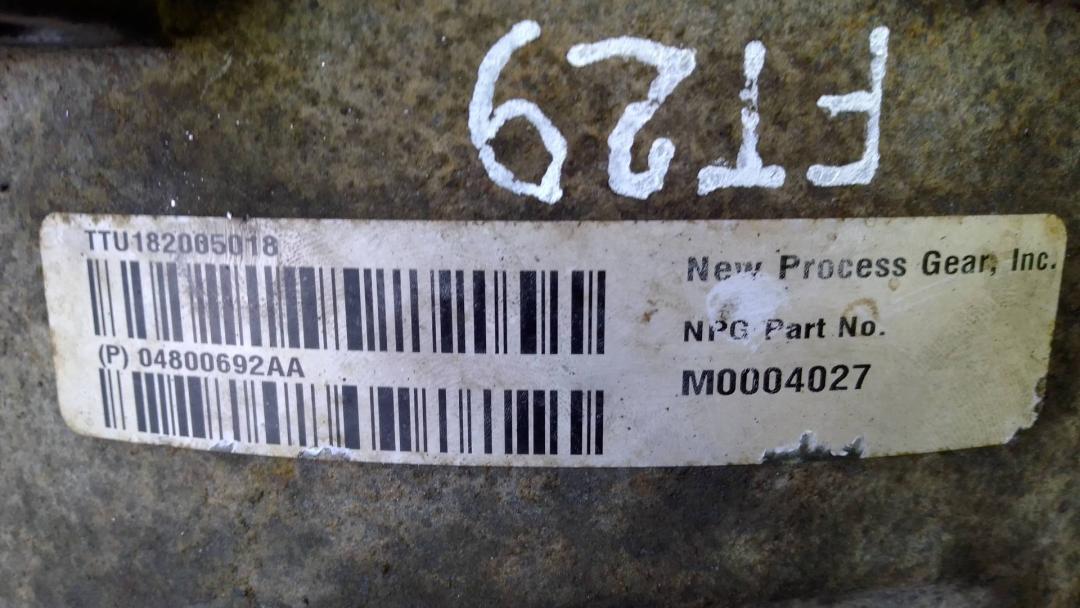 FT29
TTU182005018
(P) 04800692AA
New Process Gear, Inc.
NPG Part No.
M0004027